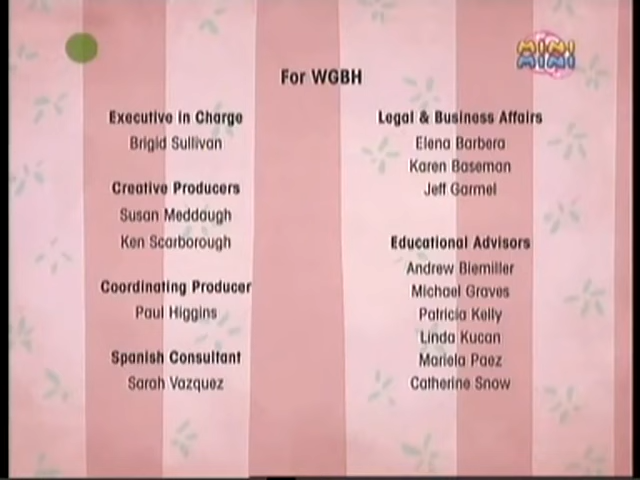 MiNi
MiNi
For WGBH
Executive in Charge
Brigid Sullivan
Creative Producers
Susan Meddaugh
Ken Scarborough
Coordinating Producer
Paul Higgins
Spanish Consultant
Sarah Vazquez
Legal & Business Affairs
Elena Barbera
Karen Baseman
Jeff Garmel
Educational Advisors
Andrew Biemiller
Michael Graves
Patricia Kelly
Linda Kucan
Mariela Paez
Catherine Snow